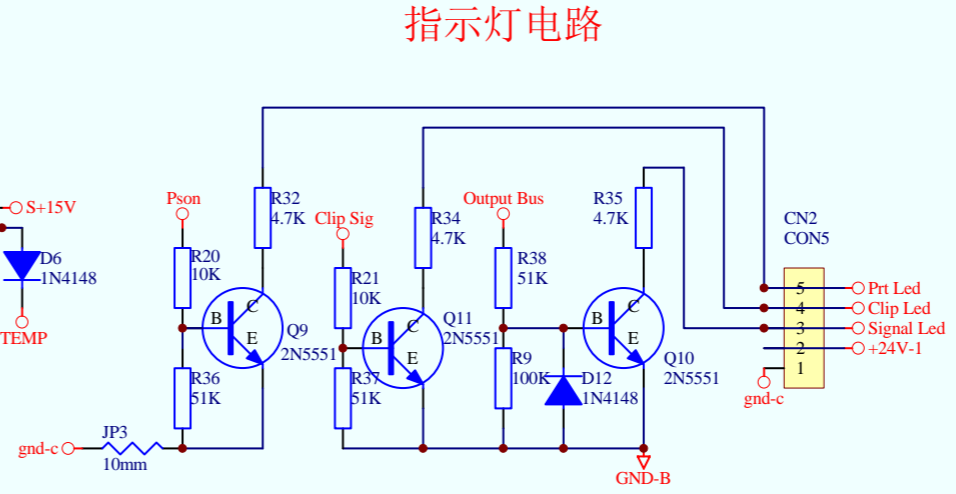 指示灯电路
S+15V
D6
1N4148
TEMP
Pson
R20
10K
R36
51K
gnd-c
JP3
10mm
R32
4.7K
B
C
E
Q9
2N5551
Clip Sig
R21
10K
R37
51K
R34
4.7K
B
C
E
Q11
2N5551
Output Bus
R38
51K
R9
100K
D12
1N4148
R35
4.7K
B
C
E
Q10
2N5551
GND-B
CN2
CON5
5 Prt Led
4 Clip Led
3 Signal Led
2 +24V-1
1
gnd-c